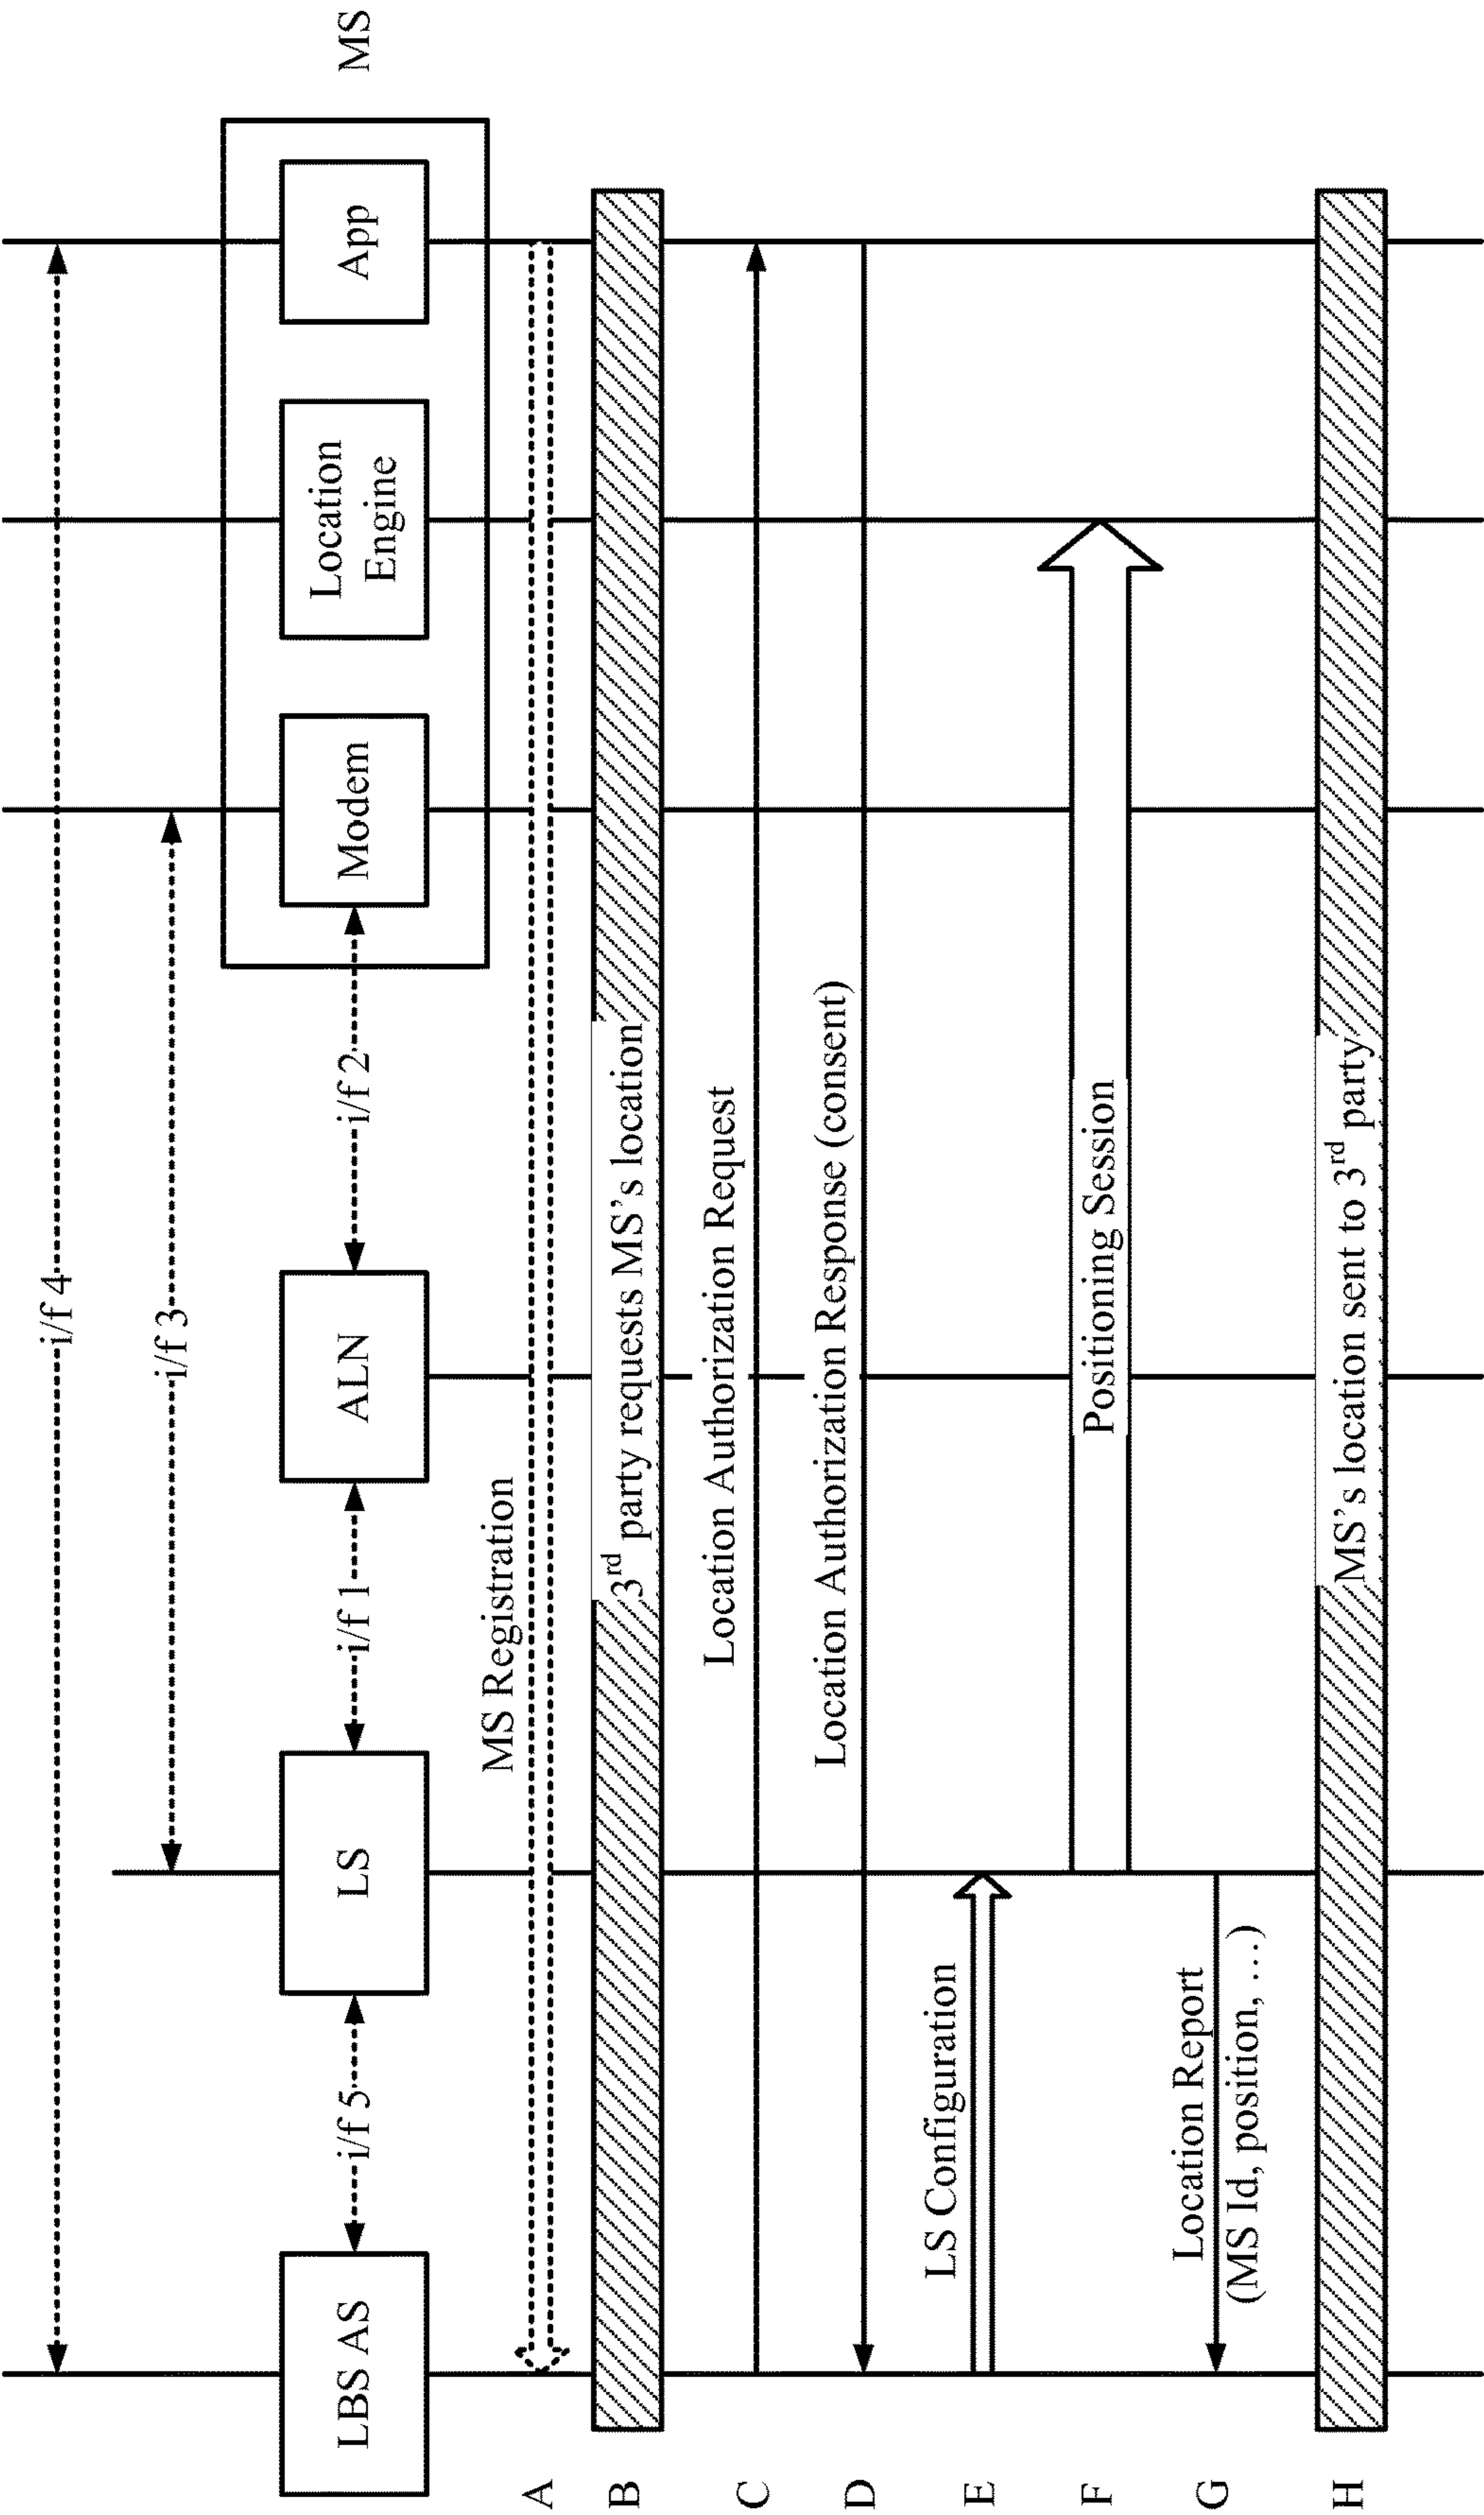 i/f 4
i/f 3
MS
LBS AS
i/f 5
LS
i/f 1
ALN
i/f 2
Modem
Location
Engine
App
A
MS Registration
B
3rd party requests MS's location
C
Location Authorization Request
D
Location Authorization Response (consent)
E
LS Configuration
F
Positioning Session
G
Location Report
(MS Id, position, …)
H
MS's location sent to 3rd party